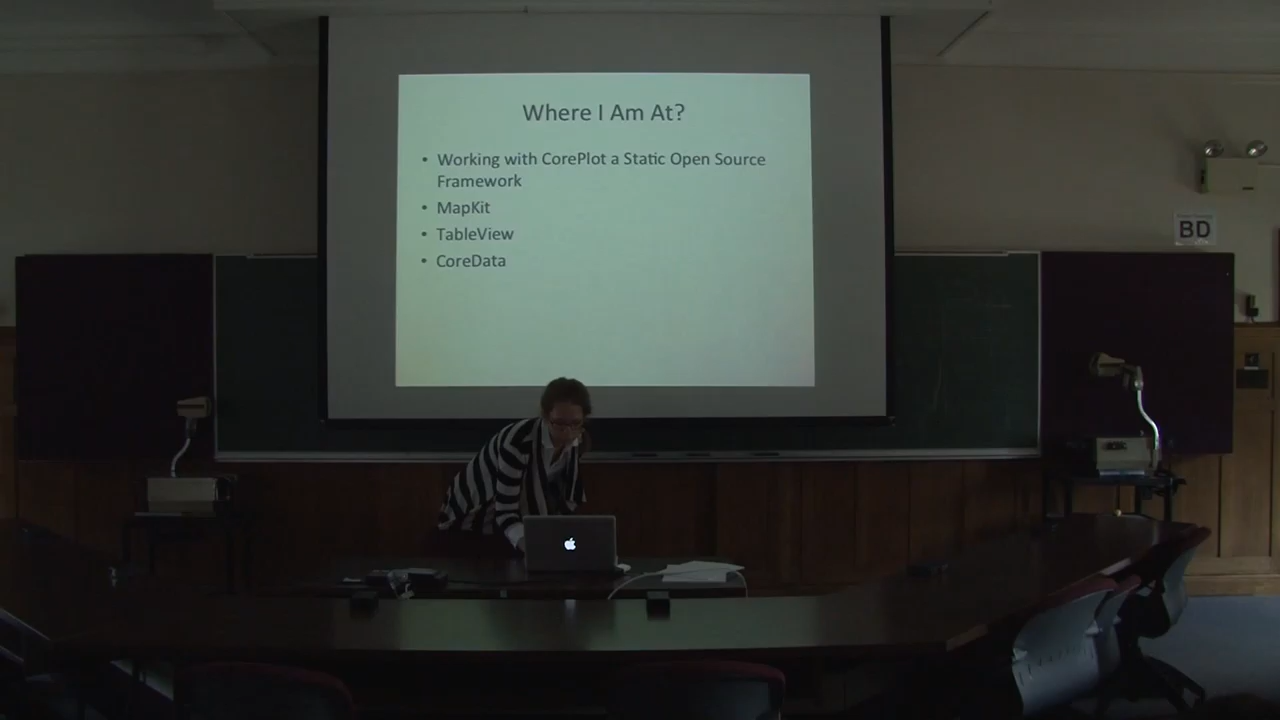 Where I Am At?
• Working with CorePlot a Static Open Source
Framework
• MapKit
• TableView
• CoreData
BD